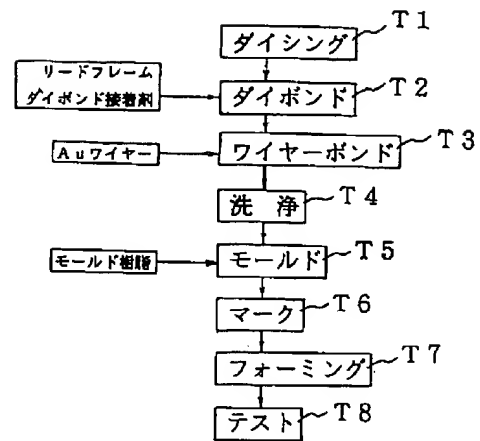 ダイシング T1
リードフレーム
ダイボンド接着剤
ダイボンド T2
Auワイヤー
ワイヤーボンド T3
洗 浄 T4
モールド樹脂
モールド T5
マーク T6
フォーミング T7
テスト T8